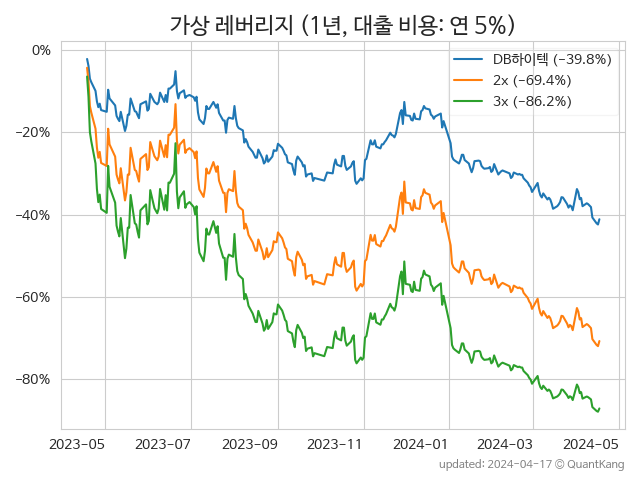 가상 레버리지 (1년, 대출 비용: 연 5%)
DB하이텍 (−39.8%)
2x (−69.4%)
3x (−86.2%)
0%
−20%
−40%
−60%
−80%
2023-05 2023-07 2023-09 2023-11 2024-01 2024-03 2024-05
updated: 2024-04-17 © QuantKang